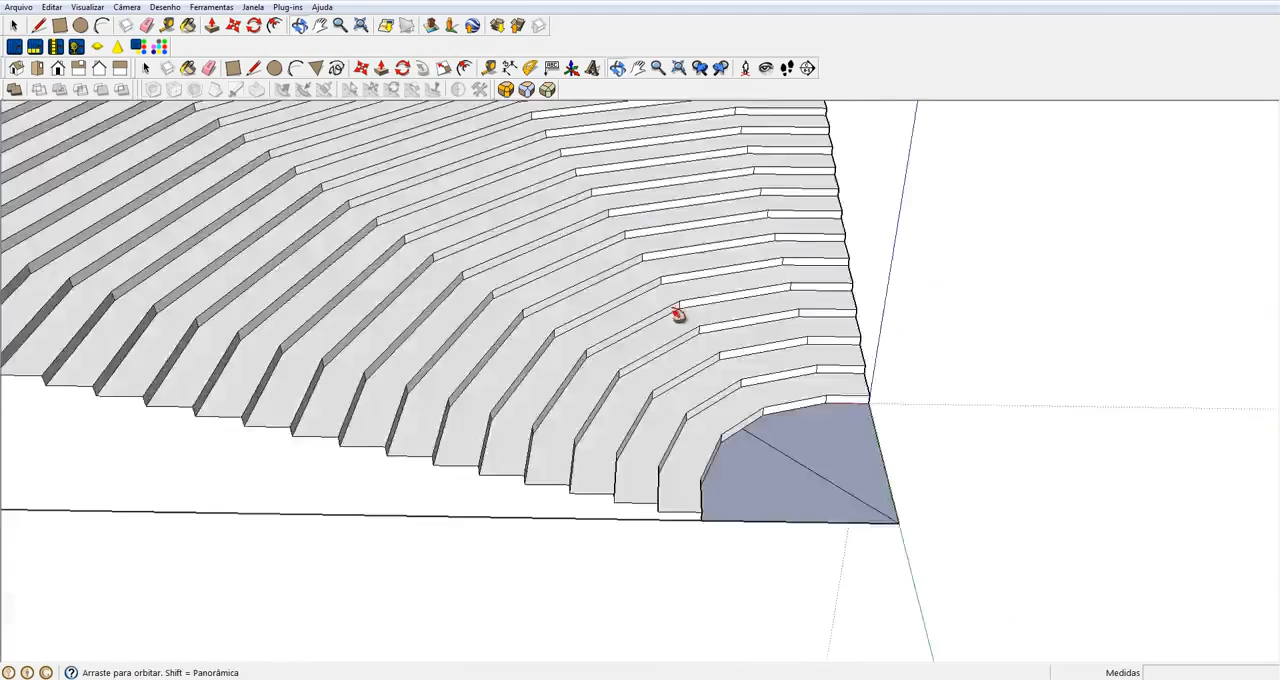 Arquivo Editar Visualizar Câmera Desenho Ferramentas Janela Plug-ins Ajuda
Arraste para orbitar. Shift = Panorâmica Medidas